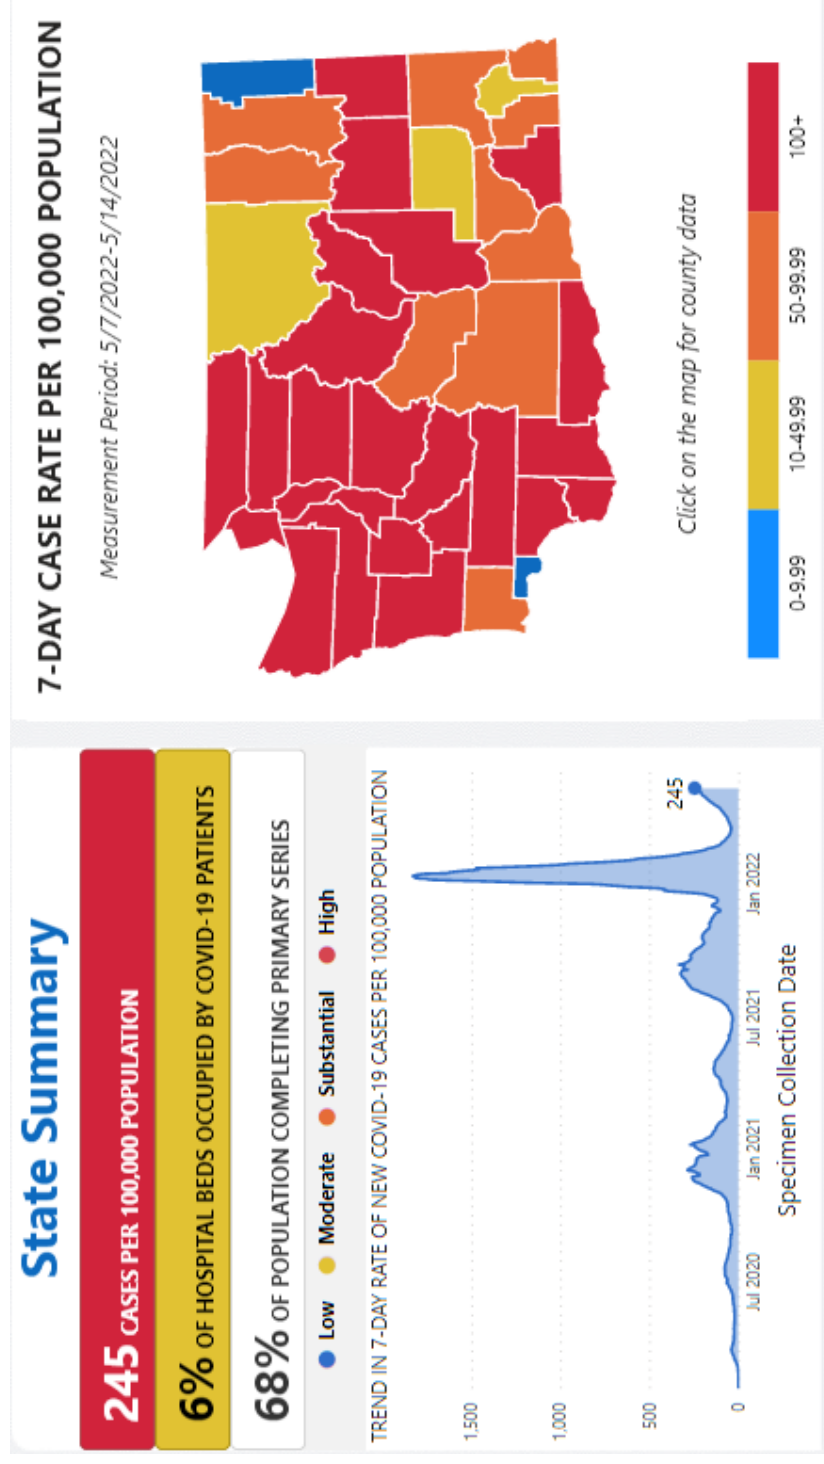 State Summary
245 CASES PER 100,000 POPULATION
6% OF HOSPITAL BEDS OCCUPIED BY COVID-19 PATIENTS
68% OF POPULATION COMPLETING PRIMARY SERIES
Low Moderate Substantial High
TREND IN 7-DAY RATE OF NEW COVID-19 CASES PER 100,000 POPULATION
1,500
1,000
500
0
245
Jul 2020 Jan 2021 Jul 2021 Jan 2022
Specimen Collection Date
7-DAY CASE RATE PER 100,000 POPULATION
Measurement Period: 5/7/2022-5/14/2022
Click on the map for county data
0-9.99 10-49.99 50-99.99 100+